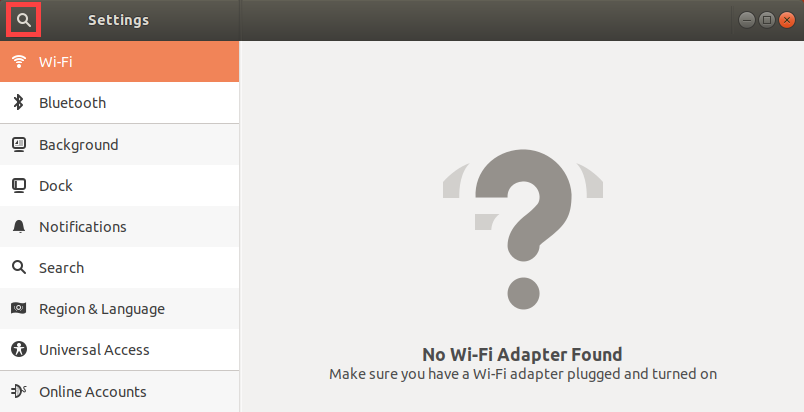 Settings
Wi-Fi
Bluetooth
Background
Dock
Notifications
Search
Region & Language
Universal Access
Online Accounts
No Wi-Fi Adapter Found
Make sure you have a Wi-Fi adapter plugged and turned on